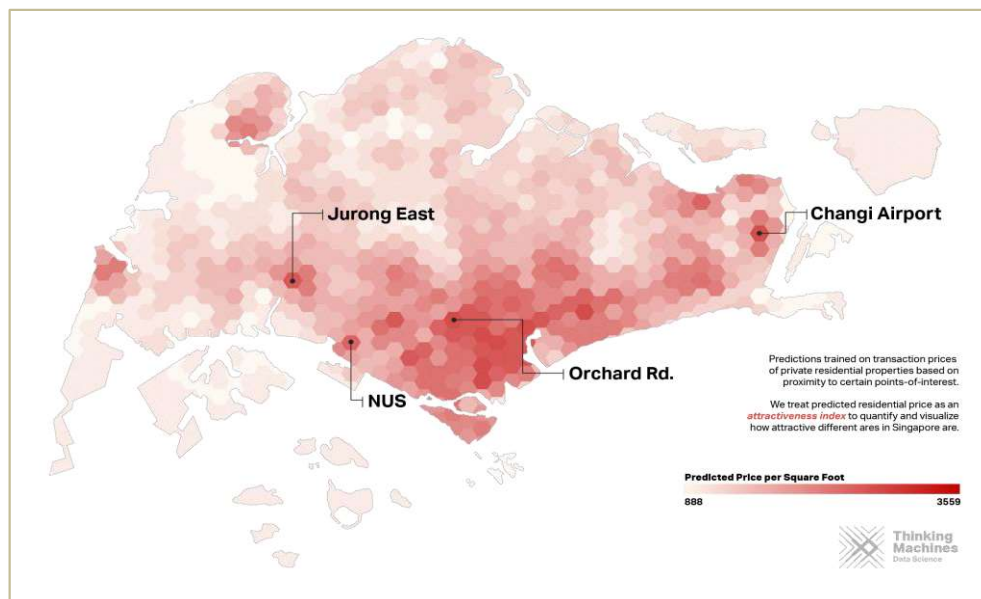 Jurong East
Changi Airport
Orchard Rd.
NUS
Predictions trained on transaction prices
of private residential properties based on
proximity to certain points-of-interest.
We treat predicted residential price as an
attractiveness index to quantify and visualize
how attractive different ares in Singapore are.
Predicted Price per Square Foot
888
3559
Thinking
Machines
Data Science